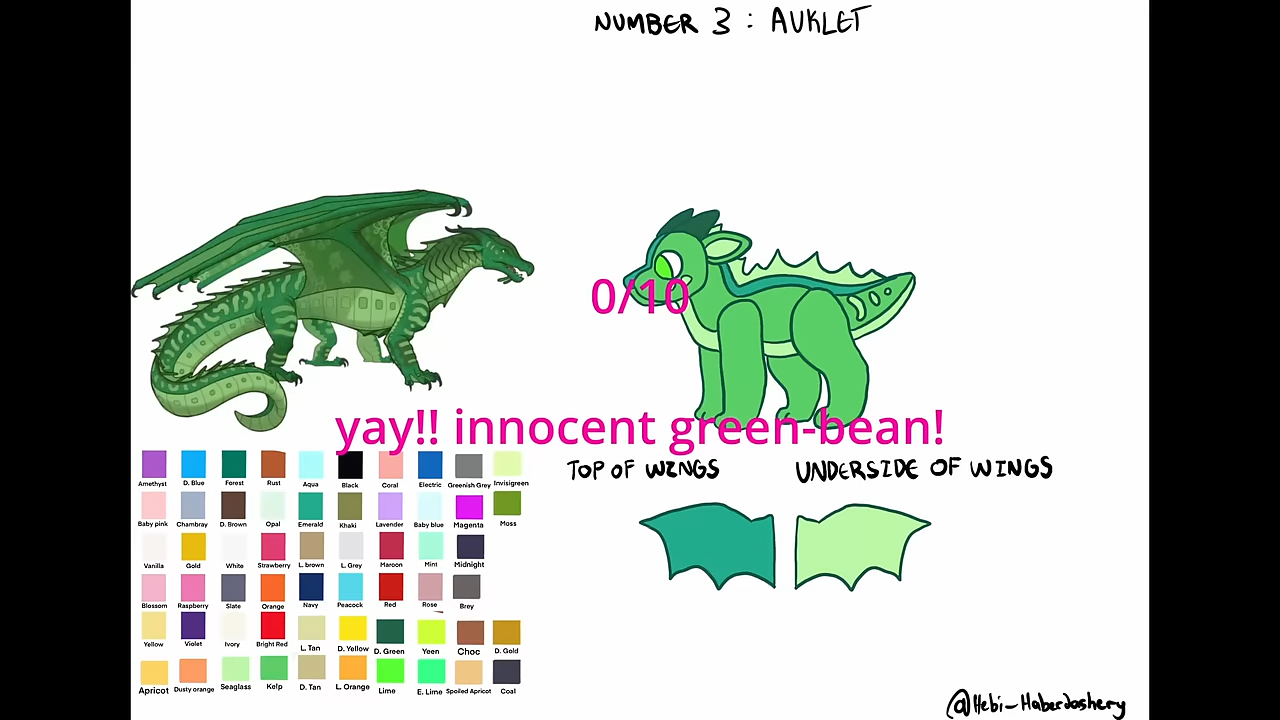 NUMBER 3 : AUKLET
0/10
yay!! innocent green-bean!
TOP OF WINGS
UNDERSIDE OF WINGS
Amethyst D. Blue Forest Rust Aqua Black Coral Electric Greenish Grey Invisigreen
Baby pink Chambray D. Brown Opal Emerald Khaki Lavender Baby blue Magenta Moss
Vanilla Gold White Strawberry L. brown L. Grey Maroon Mint Midnight
Blossom Raspberry Slate Orange Navy Peacock Red Rose Brey
Yellow Violet Ivory Bright Red L. Tan D. Yellow D. Green Yeen Choc D. Gold
Apricot Dusty orange Seaglass Kelp D. Tan L. Orange Lime E. Lime Spoiled Apricot Coal
@Hebi_Haberdashery